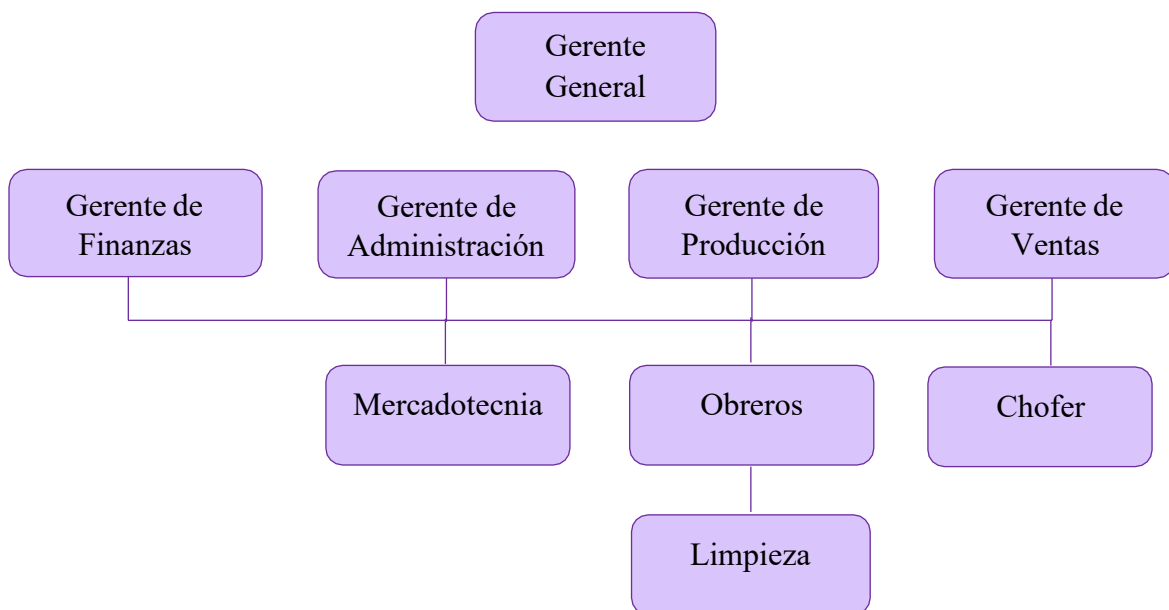 Gerente
General
Gerente de
Finanzas
Gerente de
Administración
Gerente de
Producción
Gerente de
Ventas
Mercadotecnia
Obreros
Chofer
Limpieza